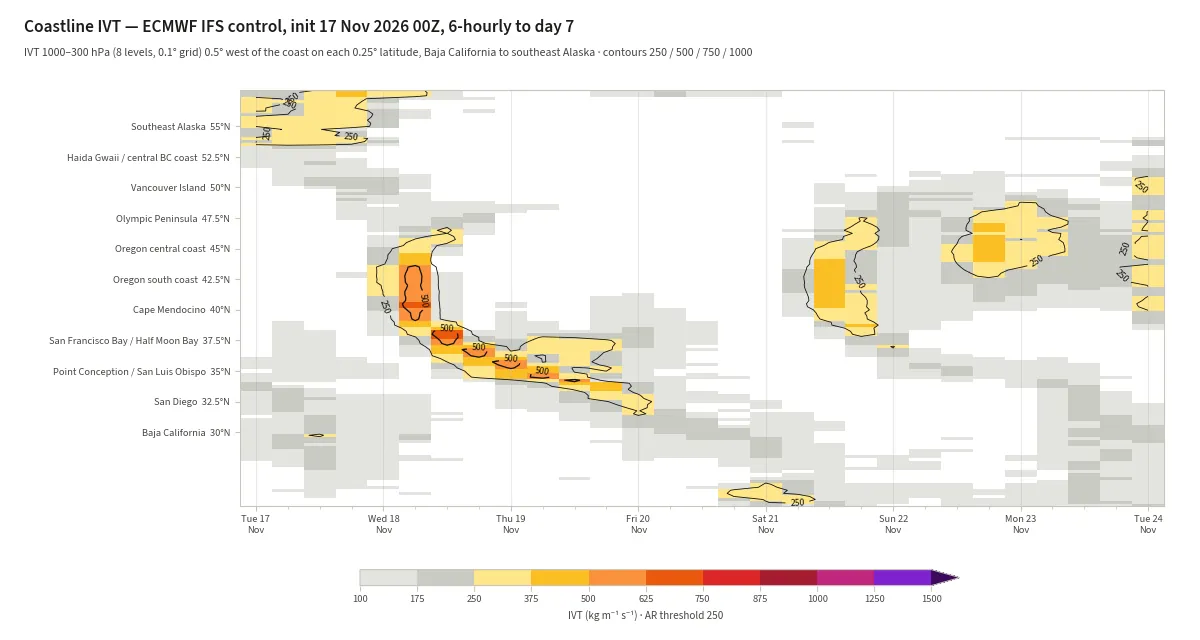 Coastline IVT — ECMWF IFS control, init 17 Nov 2026 00Z, 6-hourly to day 7
IVT 1000–300 hPa (8 levels, 0.1° grid) 0.5° west of the coast on each 0.25° latitude, Baja California to southeast Alaska · contours 250 / 500 / 750 / 1000
250
250
250
250
Southeast Alaska 55°N
Haida Gwaii / central BC coast 52.5°N
Vancouver Island 50°N
250
Olympic Peninsula 47.5°N
Oregon central coast 45°N
250
250
Oregon south coast 42.5°N
250
250
Cape Mendocino 40°N
250
500
San Francisco Bay / Half Moon Bay 37.5°N
500
500
500
Point Conception / San Luis Obispo 35°N
500
San Diego 32.5°N
Baja California 30°N
250
Tue 17
Nov
Wed 18
Nov
Thu 19
Nov
Fri 20
Nov
Sat 21
Nov
Sun 22
Nov
Mon 23
Nov
Tue 24
Nov
100 175 250 375 500 625 750 875 1000 1250 1500
IVT (kg m⁻¹ s⁻¹) · AR threshold 250